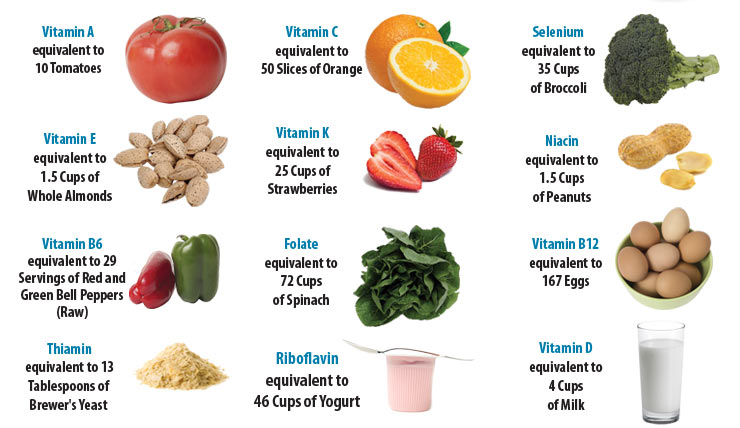 Vitamin A
equivalent to
10 Tomatoes
Vitamin C
equivalent to
50 Slices of Orange
Selenium
equivalent to
35 Cups
of Broccoli
Vitamin E
equivalent to
1.5 Cups of
Whole Almonds
Vitamin K
equivalent to
25 Cups of
Strawberries
Niacin
equivalent to
1.5 Cups
of Peanuts
Vitamin B6
equivalent to 29
Servings of Red and
Green Bell Peppers
(Raw)
Folate
equivalent to
72 Cups
of Spinach
Vitamin B12
equivalent to
167 Eggs
Thiamin
equivalent to 13
Tablespoons of
Brewer's Yeast
Riboflavin
equivalent to
46 Cups of Yogurt
Vitamin D
equivalent to
4 Cups
of Milk